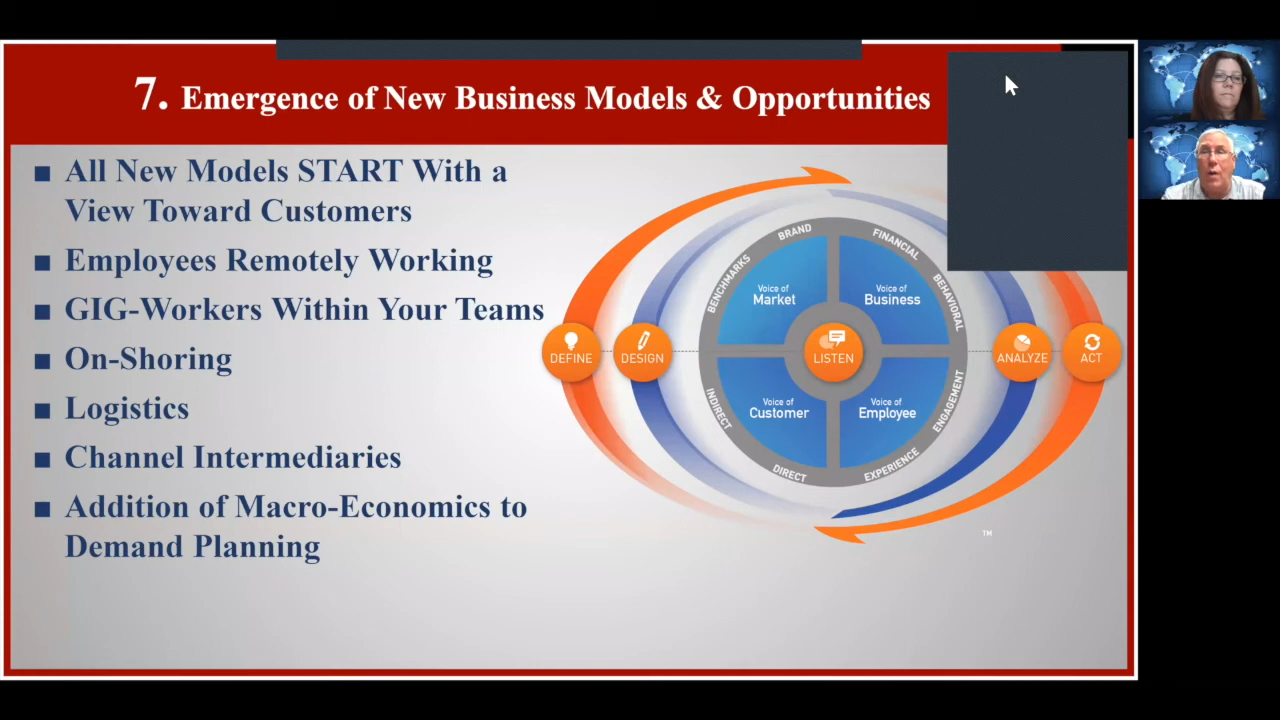 7. Emergence of New Business Models & Opportunities
■ All New Models START With a
View Toward Customers
■ Employees Remotely Working
■ GIG-Workers Within Your Teams
■ On-Shoring
■ Logistics
■ Channel Intermediaries
■ Addition of Macro-Economics to
Demand Planning
BRAND
FINANCIAL
BENCHMARKS
BEHAVIORAL
Voice of
Market
Voice of
Business
DEFINE
DESIGN
LISTEN
ANALYZE
ACT
Voice of
Customer
Voice of
Employee
INDIRECT
ENGAGEMENT
DIRECT
EXPERIENCE
TM